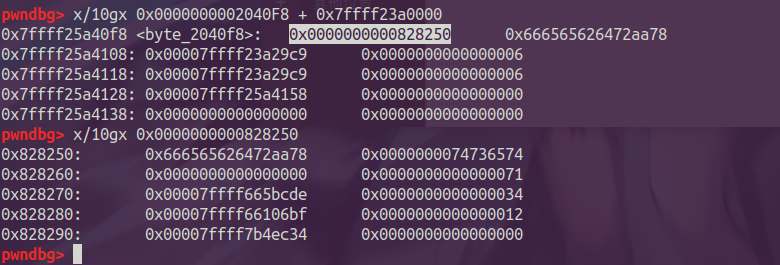 pwndbg> x/10gx 0x0000000002040F8 + 0x7ffff23a0000
0x7ffff25a40f8 <byte_2040f8>: 0x0000000000828250 0x666565626472aa78
0x7ffff25a4108: 0x00007ffff23a29c9 0x0000000000000006
0x7ffff25a4118: 0x00007ffff23a29c9 0x0000000000000006
0x7ffff25a4128: 0x00007ffff25a4158 0x0000000000000000
0x7ffff25a4138: 0x0000000000000000 0x0000000000000000
pwndbg> x/10gx 0x0000000000828250
0x828250: 0x666565626472aa78 0x0000000074736574
0x828260: 0x0000000000000000 0x0000000000000071
0x828270: 0x00007ffff665bcde 0x0000000000000034
0x828280: 0x00007ffff66106bf 0x0000000000000012
0x828290: 0x00007ffff7b4ec34 0x0000000000000000
pwndbg>